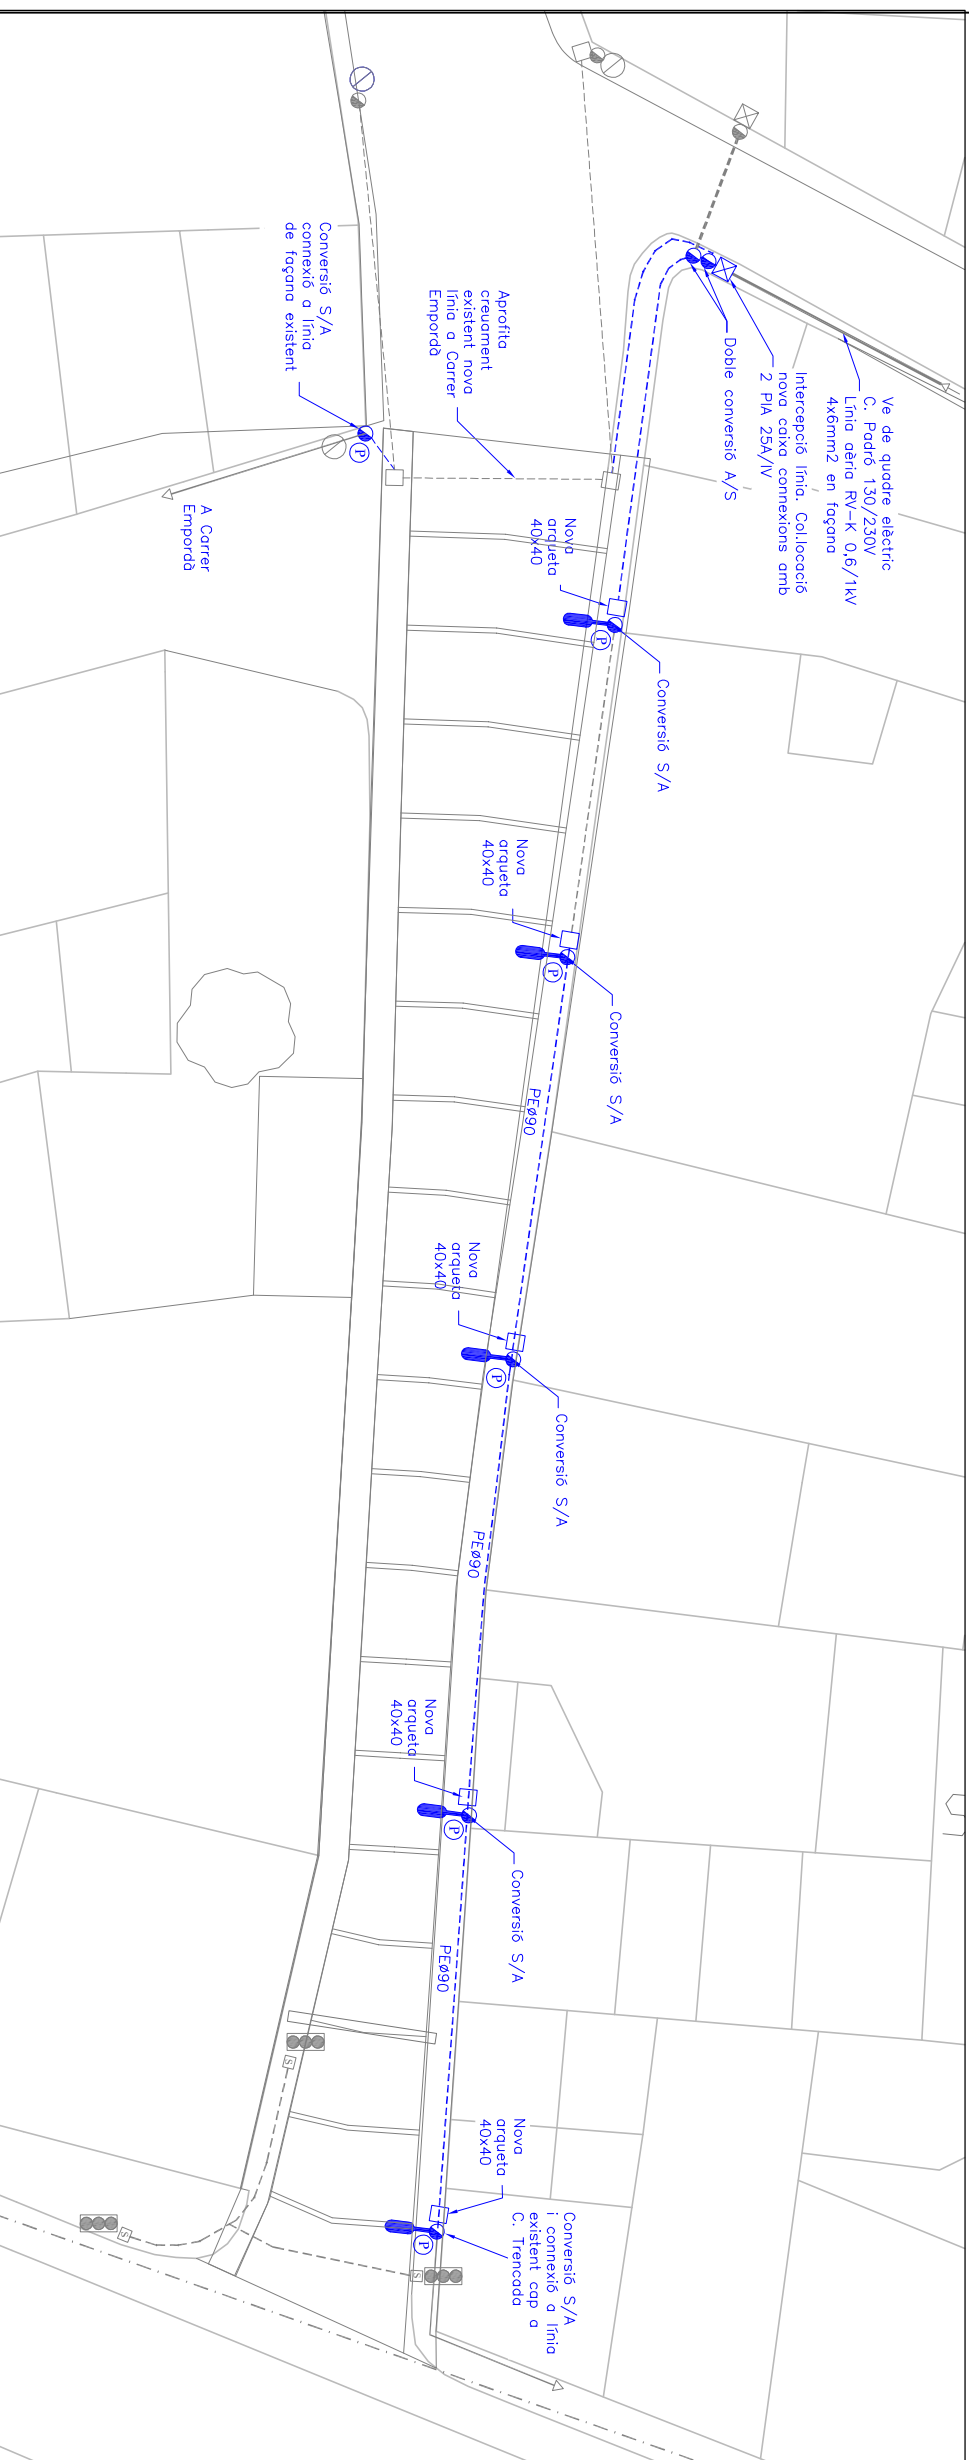 Ve de quadre elèctric
C. Padró 130/230V
Línia aèria RV-K 0,6/1kV
4x6mm2 en façana
Intercepció línia. Col.locació
nova caixa connexions amb
2 PIA 25A/IV
Doble conversió A/S
Aprofita
creuament
existent nova
línia a Carrer
Empordà
Conversió S/A
connexió a línia
de façana existent
P
A Carrer
Empordà
Nova
arqueta
40x40
P
Conversió S/A
Nova
arqueta
40x40
P
Conversió S/A
PEø90
Nova
arqueta
40x40
P
Conversió S/A
PEø90
Nova
arqueta
40x40
P
Conversió S/A
PEø90
Nova
arqueta
40x40
P
Conversió S/A
i connexió a línia
existent cap a
C. Trencada
S
S
S